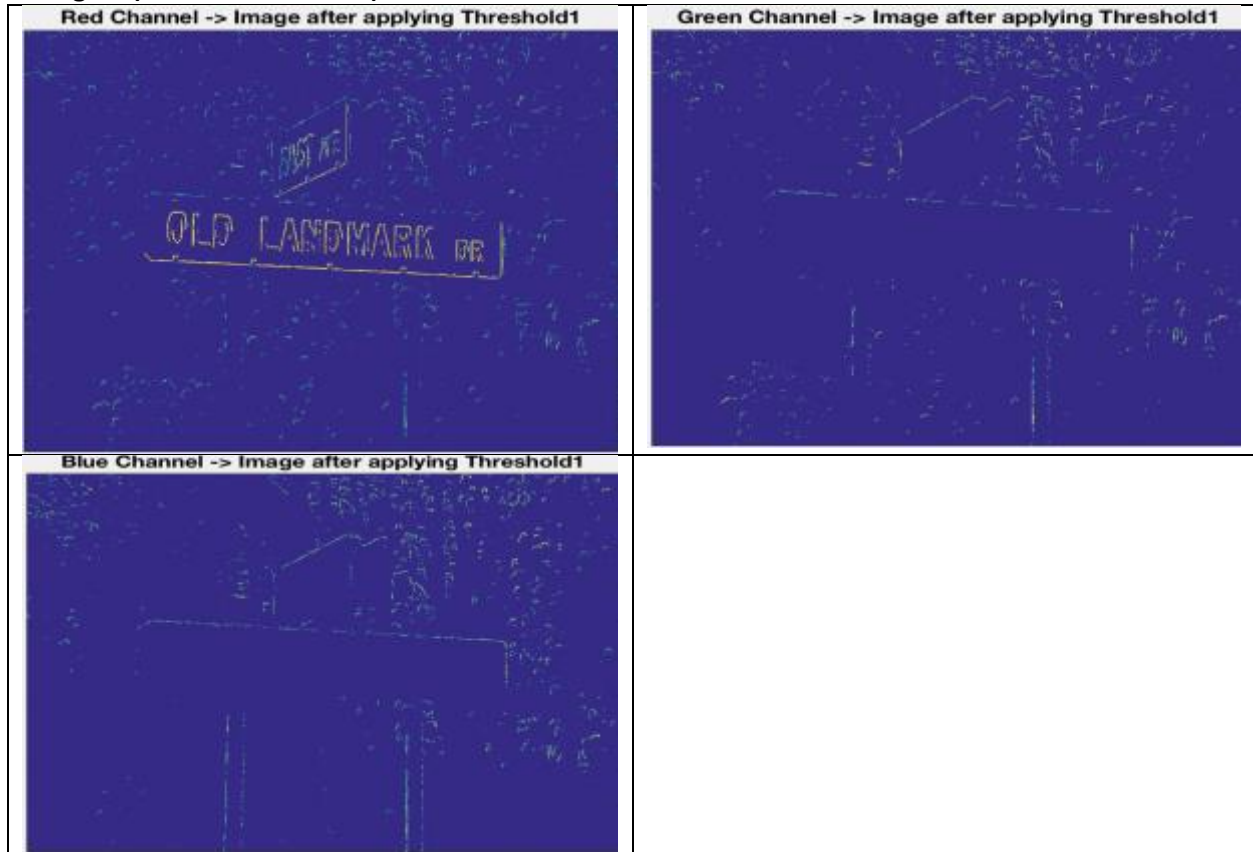 Red Channel -> Image after applying Threshold1
Green Channel -> Image after applying Threshold1
OLD LANDMARK DR
Blue Channel -> Image after applying Threshold1